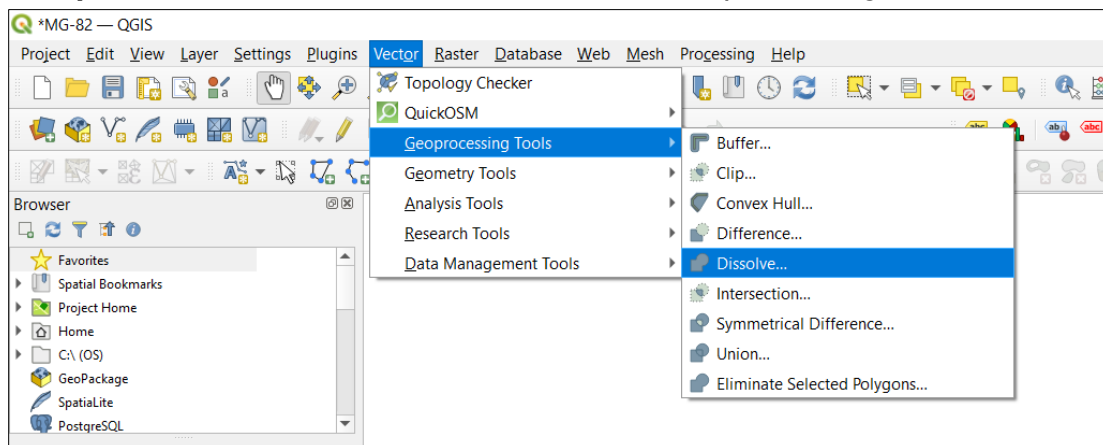 *MG-82 — QGIS
Project Edit View Layer Settings Plugins Vector Raster Database Web Mesh Processing Help
Topology Checker
QuickOSM
Geoprocessing Tools
Geometry Tools
Analysis Tools
Research Tools
Data Management Tools
Buffer...
Clip...
Convex Hull...
Difference...
Dissolve...
Intersection...
Symmetrical Difference...
Union...
Eliminate Selected Polygons...
Browser
Favorites
Spatial Bookmarks
Project Home
Home
C:\ (OS)
GeoPackage
SpatiaLite
PostgreSQL